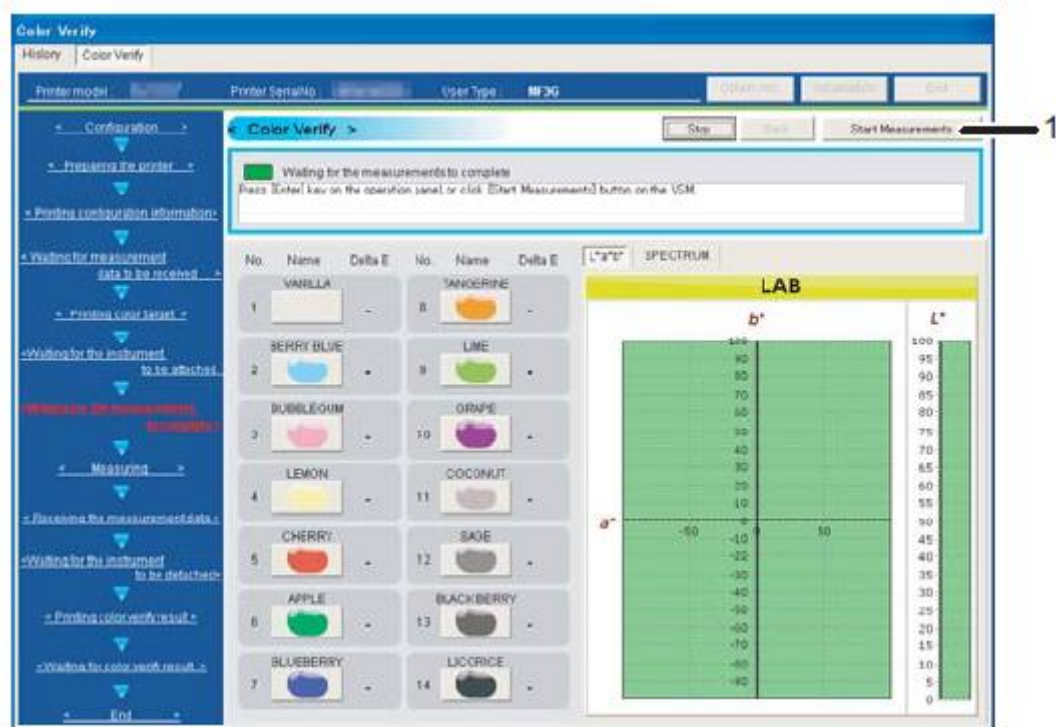 Color Verify
History Color Verify
Printer model : Printer SerialNo User Type : MF3G
End
< Configuration >
< Preparing the printer >
< Printing configuration information>
< Waiting for measurement
data to be received >
< Printing color target >
<Waiting for the instrument
to be attached
< Measuring >
< Receiving the measurement data >
<Waiting for the instrument
to be detached>
< Printing color verify result >
<Waiting for color verify result >
< End >
< Color Verify >
Stop Start Measurements
1
Waiting for the measurements to complete
Press [Enter] key on the operation panel or click [Start Measurements] button on the VSM.
No. Name Delta E No. Name Delta E
1 VANILLA - 8 TANGERINE -
2 BERRY BLUE - 9 LIME -
3 BUBBLEGUM - 10 GRAPE -
4 LEMON - 11 COCONUT -
5 CHERRY - 12 SAGE -
6 APPLE - 13 BLACKBERRY -
7 BLUEBERRY - 14 LICORICE -
L*a*b* SPECTRUM
LAB
b* L*
100
90
80
70
60
50
40
30
20
10
0
-10
-20
-30
-40
-50
-60
-70
-80
-90
a* -50 0 50
100
95
90
85
80
75
70
65
60
55
50
45
40
35
30
25
20
15
10
5
0